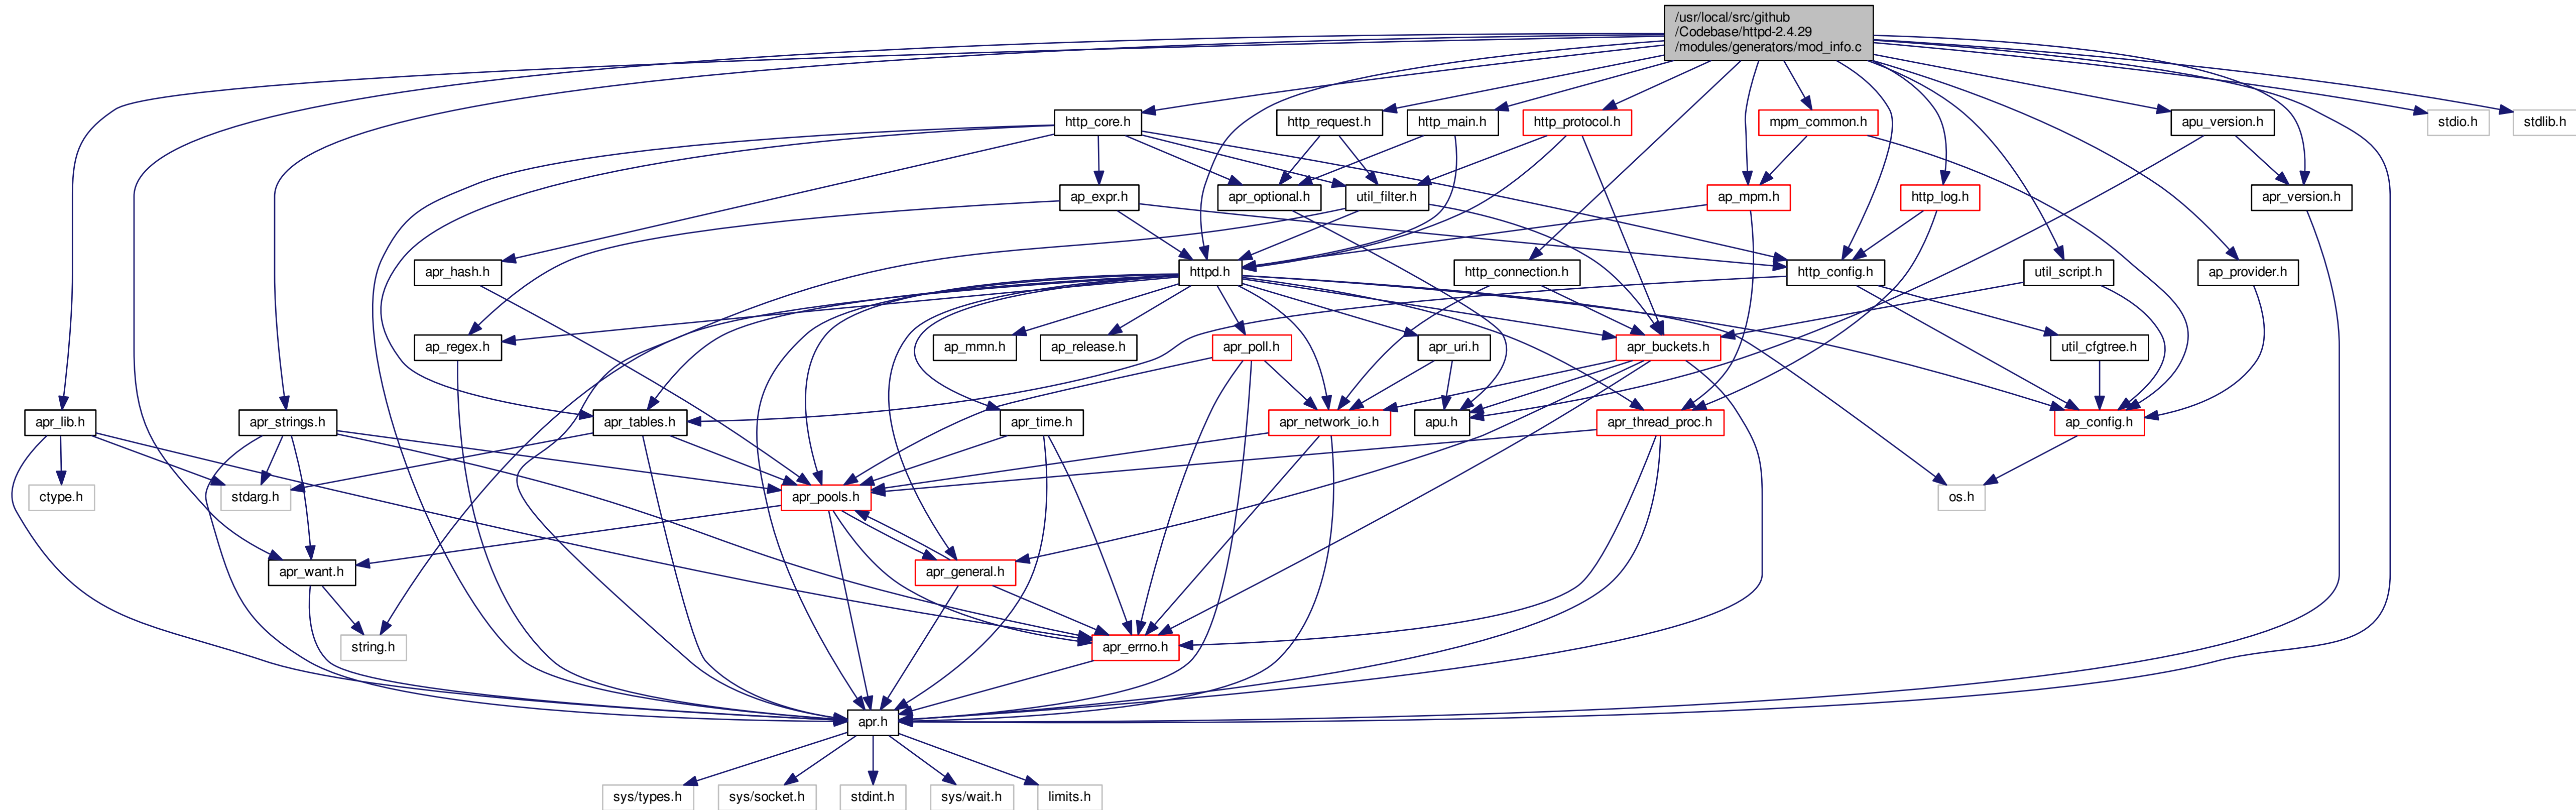 /usr/local/src/github
/Codebase/httpd-2.4.29
/modules/generators/mod_info.c
http_core.h
http_request.h
http_main.h
http_protocol.h
mpm_common.h
apu_version.h
stdio.h
stdlib.h
ap_expr.h
apr_optional.h
util_filter.h
ap_mpm.h
http_log.h
apr_version.h
apr_hash.h
httpd.h
http_connection.h
http_config.h
util_script.h
ap_provider.h
ap_regex.h
ap_mmn.h
ap_release.h
apr_poll.h
apr_uri.h
apr_buckets.h
util_cfgtree.h
apr_lib.h
apr_strings.h
apr_tables.h
apr_time.h
apr_network_io.h
apu.h
apr_thread_proc.h
ap_config.h
ctype.h
stdarg.h
apr_pools.h
os.h
apr_want.h
apr_general.h
string.h
apr_errno.h
apr.h
sys/types.h
sys/socket.h
stdint.h
sys/wait.h
limits.h